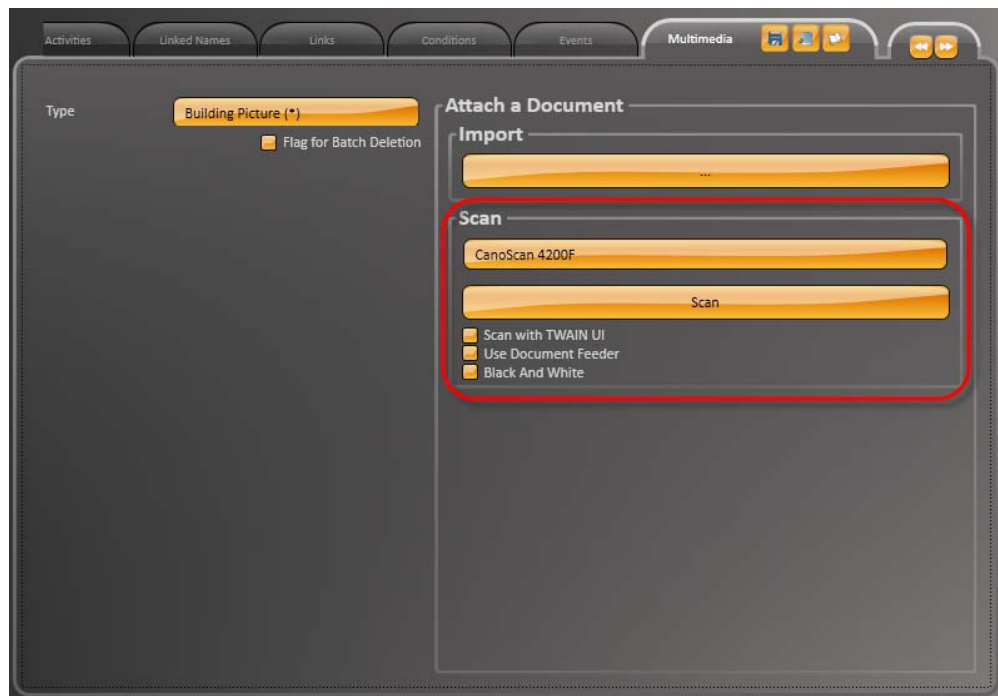 Activities
Linked Names
Links
Conditions
Events
Multimedia
Type
Building Picture (*)
Flag for Batch Deletion
Attach a Document
Import
...
Scan
CanoScan 4200F
Scan
Scan with TWAIN UI
Use Document Feeder
Black And White